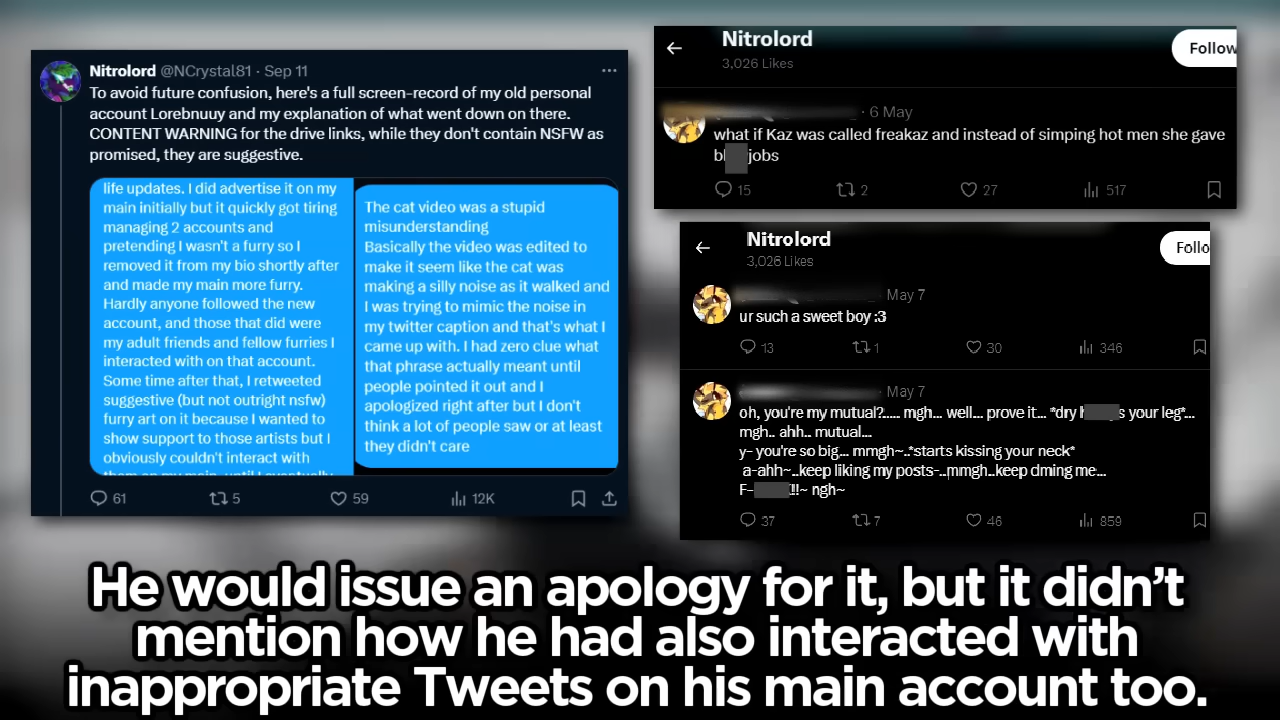 Nitrolord @NCrystal81 · Sep 11
To avoid future confusion, here's a full screen-record of my old personal
account Lorebnuuy and my explanation of what went down on there.
CONTENT WARNING for the drive links, while they don't contain NSFW as
promised, they are suggestive.
life updates. I did advertise it on my
main initially but it quickly got tiring
managing 2 accounts and
pretending I wasn't a furry so I
removed it from my bio shortly after
and made my main more furry.
Hardly anyone followed the new
account, and those that did were
my adult friends and fellow furries I
interacted with on that account.
Some time after that, I retweeted
suggestive (but not outright nsfw)
furry art on it because I wanted to
show support to those artists but I
obviously couldn't interact with
The cat video was a stupid
misunderstanding
Basically the video was edited to
make it seem like the cat was
making a silly noise as it walked and
I was trying to mimic the noise in
my twitter caption and that's what I
came up with. I had zero clue what
that phrase actually meant until
people pointed it out and I
apologized right after but I don't
think a lot of people saw or at least
they didn't care
61 5 59 12K
Nitrolord
3,026 Likes
Follow
· 6 May
what if Kaz was called freakaz and instead of simping hot men she gave
bl jobs
15 2 27 517
Nitrolord
3,026 Likes
Follo
May 7
ur such a sweet boy :3
13 1 30 346
May 7
oh, you're my mutual?..... mgh... well... prove it... *dry h s your leg*...
mgh.. ahh.. mutual....
y- you're so big... mmgh~..*starts kissing your neck*
a-ahh~..keep liking my posts-..mmgh..keep dming me...
F- !!!~ ngh~
37 7 46 859
He would issue an apology for it, but it didn't
mention how he had also interacted with
inappropriate Tweets on his main account too.